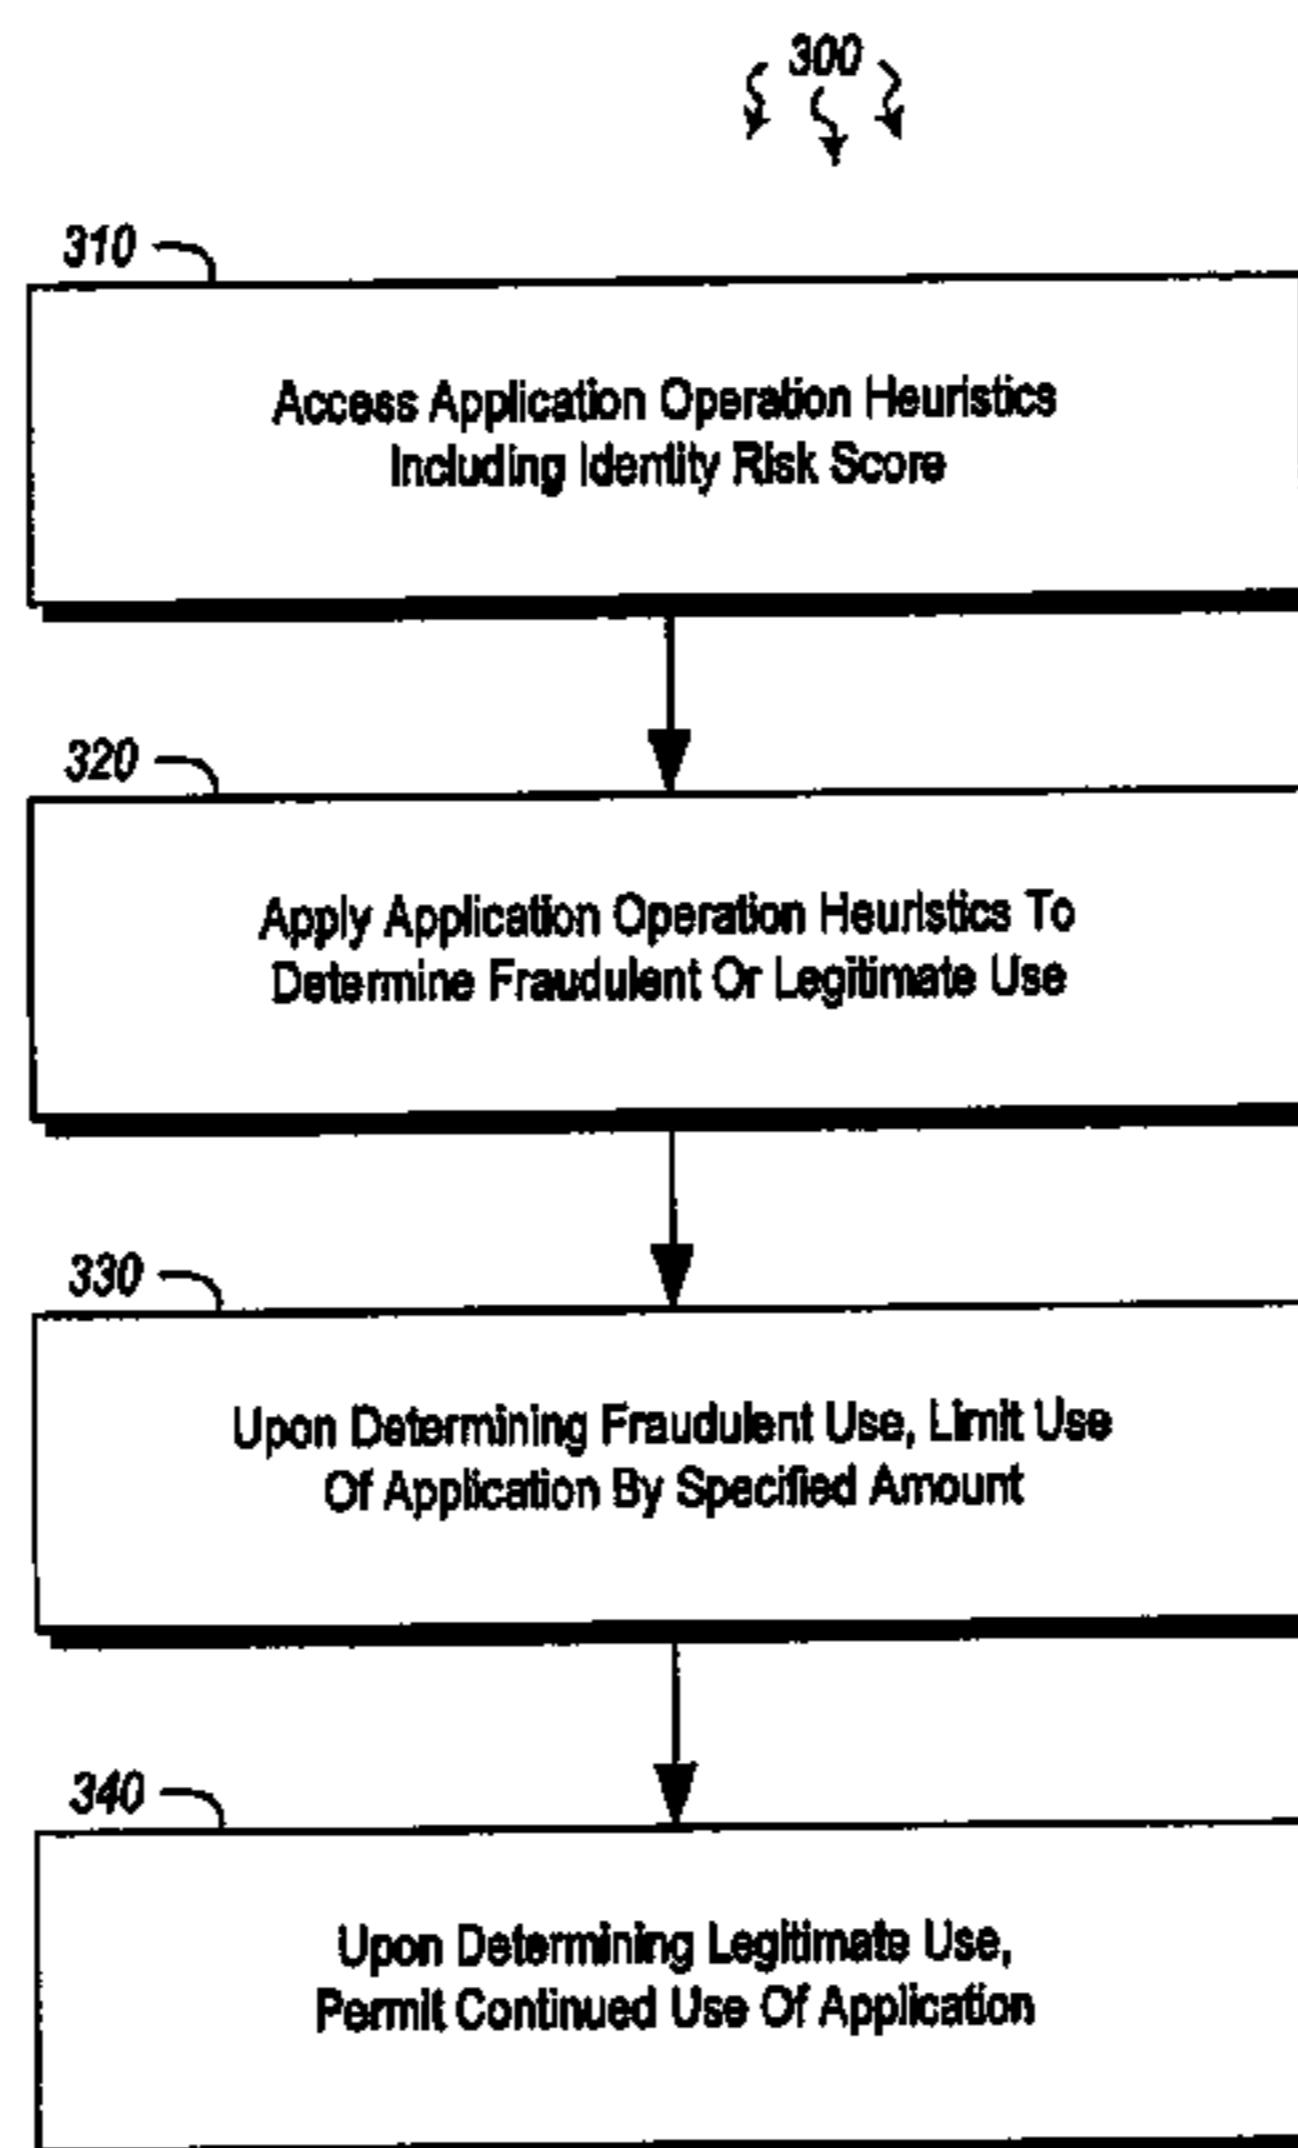 300
310
Access Application Operation Heuristics
Including Identity Risk Score
320
Apply Application Operation Heuristics To
Determine Fraudulent Or Legitimate Use
330
Upon Determining Fraudulent Use, Limit Use
Of Application By Specified Amount
340
Upon Determining Legitimate Use,
Permit Continued Use Of Application